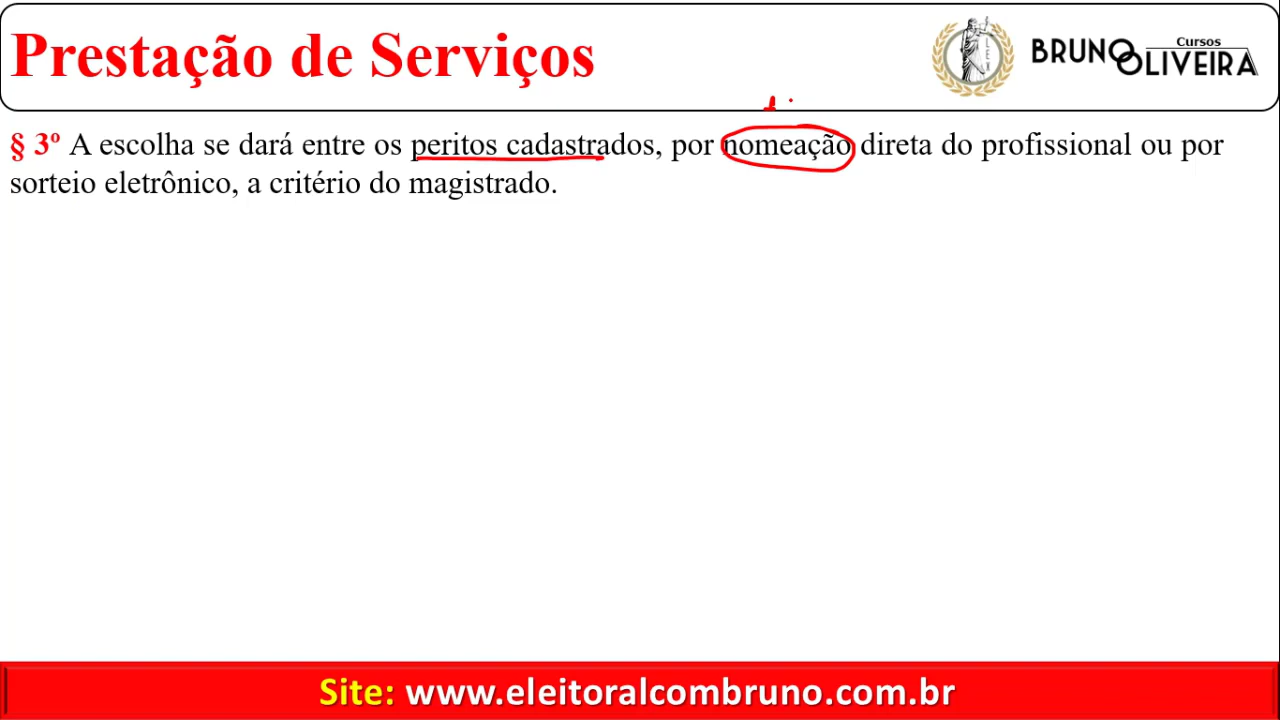 Prestação de Serviços
Cursos
BRUNO
OLIVEIRA
§ 3º A escolha se dará entre os peritos cadastrados, por nomeação direta do profissional ou por
sorteio eletrônico, a critério do magistrado.
Site: www.eleitoralcombruno.com.br